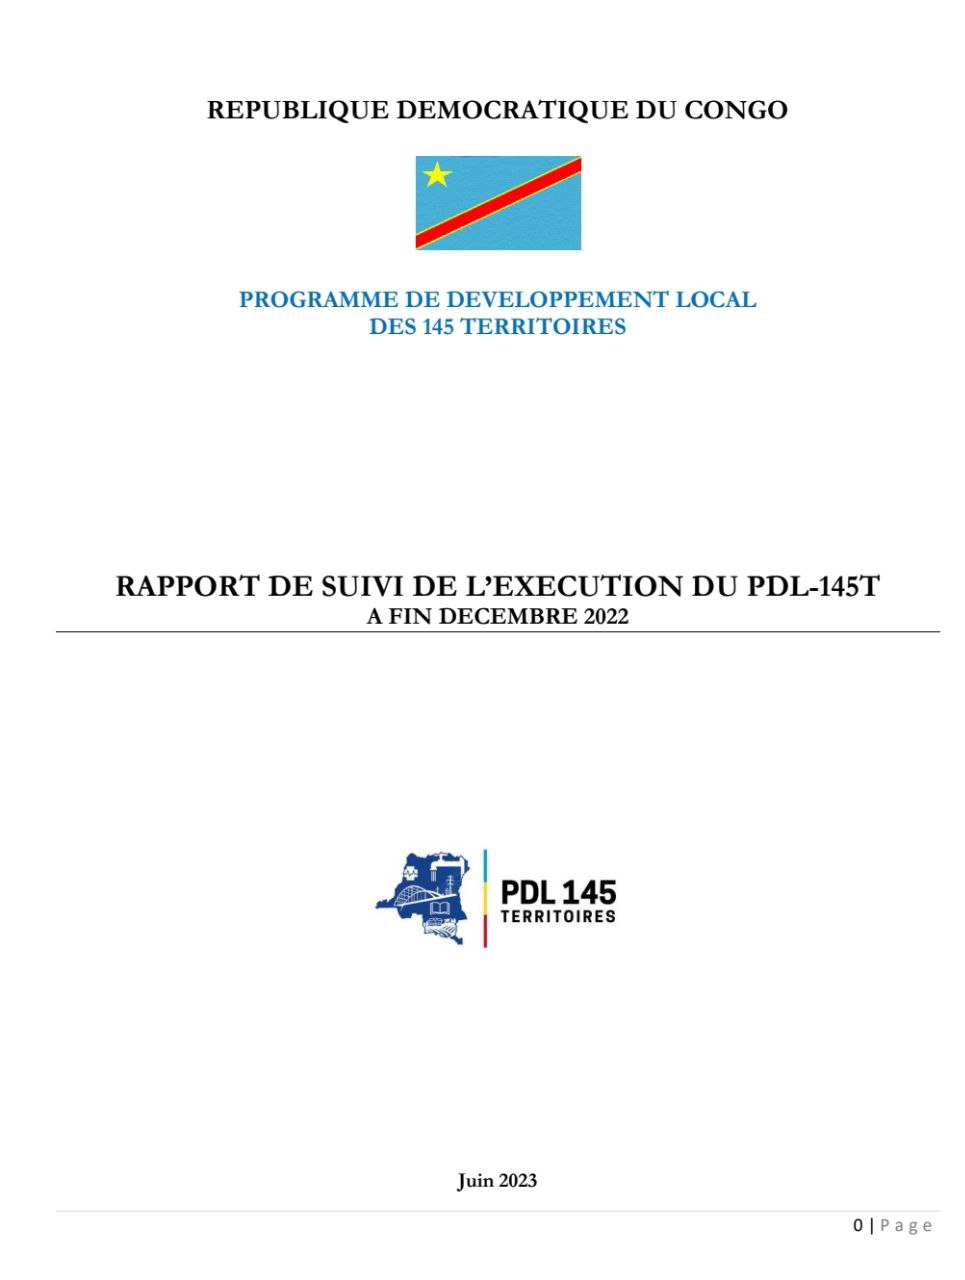 REPUBLIQUE DEMOCRATIQUE DU CONGO
PROGRAMME DE DEVELOPPEMENT LOCAL
DES 145 TERRITOIRES
RAPPORT DE SUIVI DE L’EXECUTION DU PDL-145T
A FIN DECEMBRE 2022
PDL 145
TERRITOIRES
Juin 2023
0 | Page